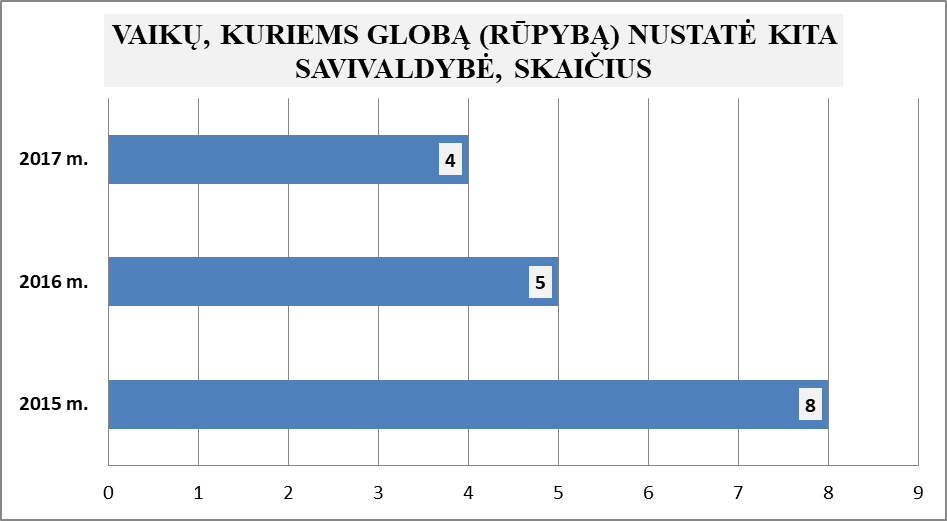 VAIKŲ, KURIEMS GLOBĄ (RŪPYBĄ) NUSTATĖ KITA
SAVIVALDYBĖ, SKAIČIUS
2017 m.
4
2016 m.
5
2015 m.
8
0 1 2 3 4 5 6 7 8 9